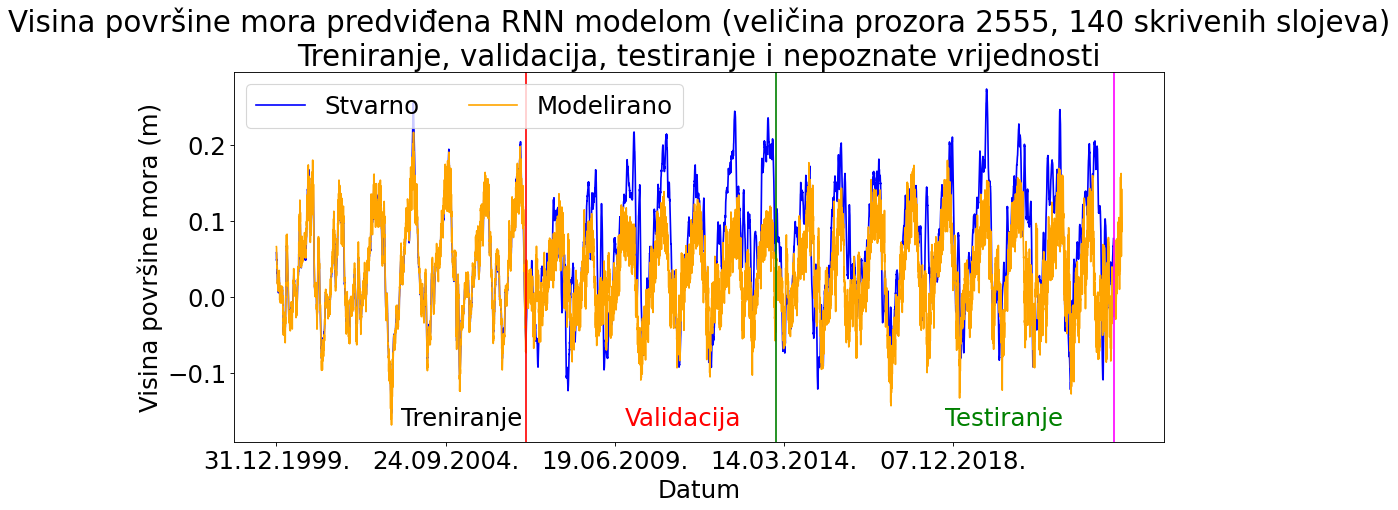 Visina površine mora predviđena RNN modelom (veličina prozora 2555, 140 skrivenih slojeva)
Treniranje, validacija, testiranje i nepoznate vrijednosti
Stvarno
Modelirano
Visina površine mora (m)
0.2
0.1
0.0
−0.1
Treniranje
Validacija
Testiranje
31.12.1999.
24.09.2004.
19.06.2009.
14.03.2014.
07.12.2018.
Datum